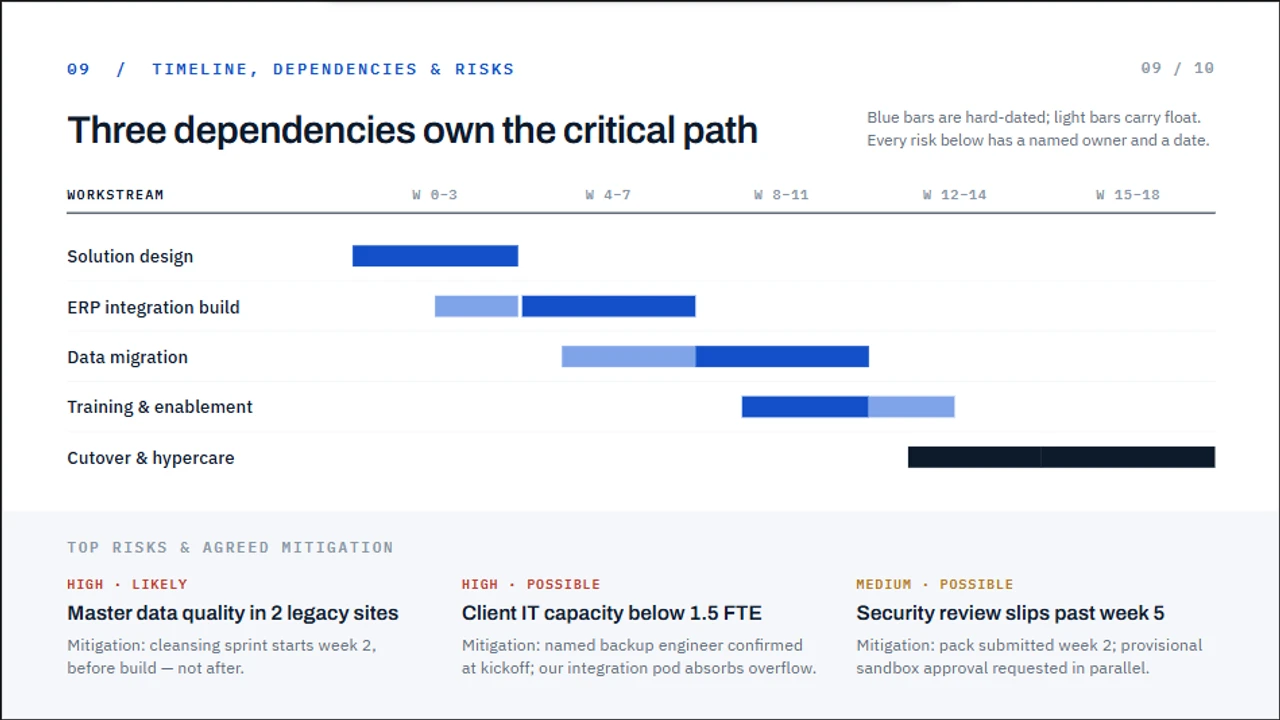 09 / TIMELINE, DEPENDENCIES & RISKS
09 / 10
Three dependencies own the critical path
Blue bars are hard-dated; light bars carry float.
Every risk below has a named owner and a date.
WORKSTREAM
W 0–3
W 4–7
W 8–11
W 12–14
W 15–18
Solution design
ERP integration build
Data migration
Training & enablement
Cutover & hypercare
TOP RISKS & AGREED MITIGATION
HIGH · LIKELY
Master data quality in 2 legacy sites
Mitigation: cleansing sprint starts week 2,
before build — not after.
HIGH · POSSIBLE
Client IT capacity below 1.5 FTE
Mitigation: named backup engineer confirmed
at kickoff; our integration pod absorbs overflow.
MEDIUM · POSSIBLE
Security review slips past week 5
Mitigation: pack submitted week 2; provisional
sandbox approval requested in parallel.